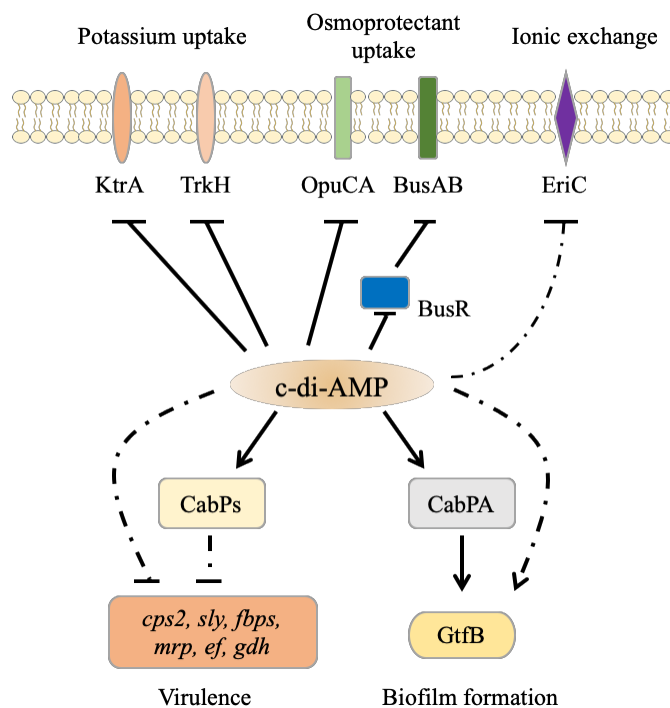 Potassium uptake
Osmoprotectant
uptake
Ionic exchange
KtrA
TrkH
OpuCA
BusAB
EriC
BusR
c-di-AMP
CabPs
CabPA
cps2, sly, fbps,
mrp, ef, gdh
GtfB
Virulence
Biofilm formation